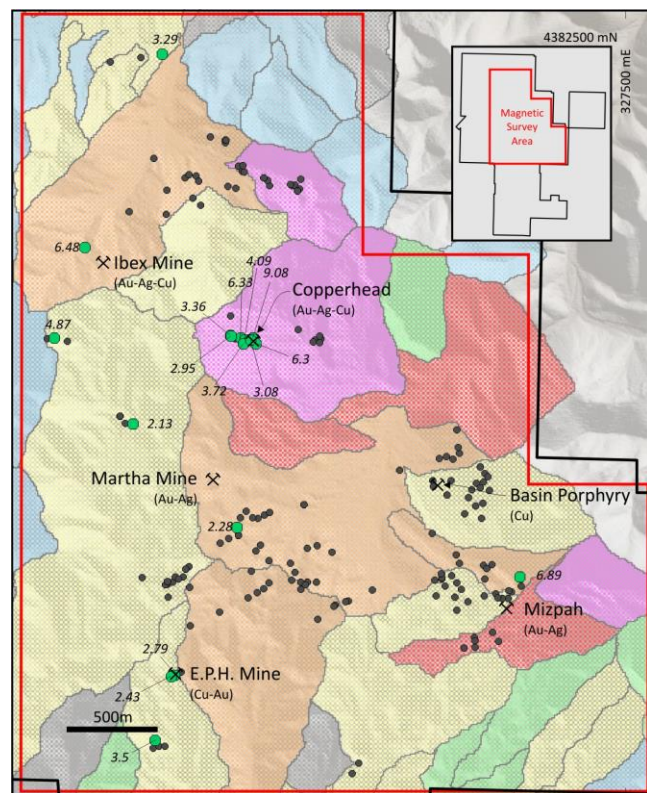 4382500 mN
327500 mE
Magnetic
Survey
Area
3.29
6.48
Ibex Mine
(Au-Ag-Cu)
4.09
6.33
9.08
3.36
Copperhead
(Au-Ag-Cu)
4.87
2.95
6.3
3.72
3.08
2.13
Martha Mine
(Au-Ag)
Basin Porphyry
(Cu)
2.28
6.89
Mizpah
(Au-Ag)
2.79
E.P.H. Mine
(Cu-Au)
2.43
500m
3.5